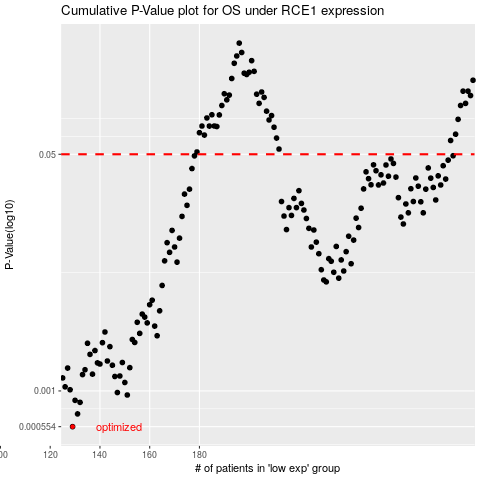 Cumulative P-Value plot for OS under RCE1 expression
P-Value(log10)
0.05
0.001
0.000554
optimized
00 120 140 160 180
# of patients in 'low exp' group